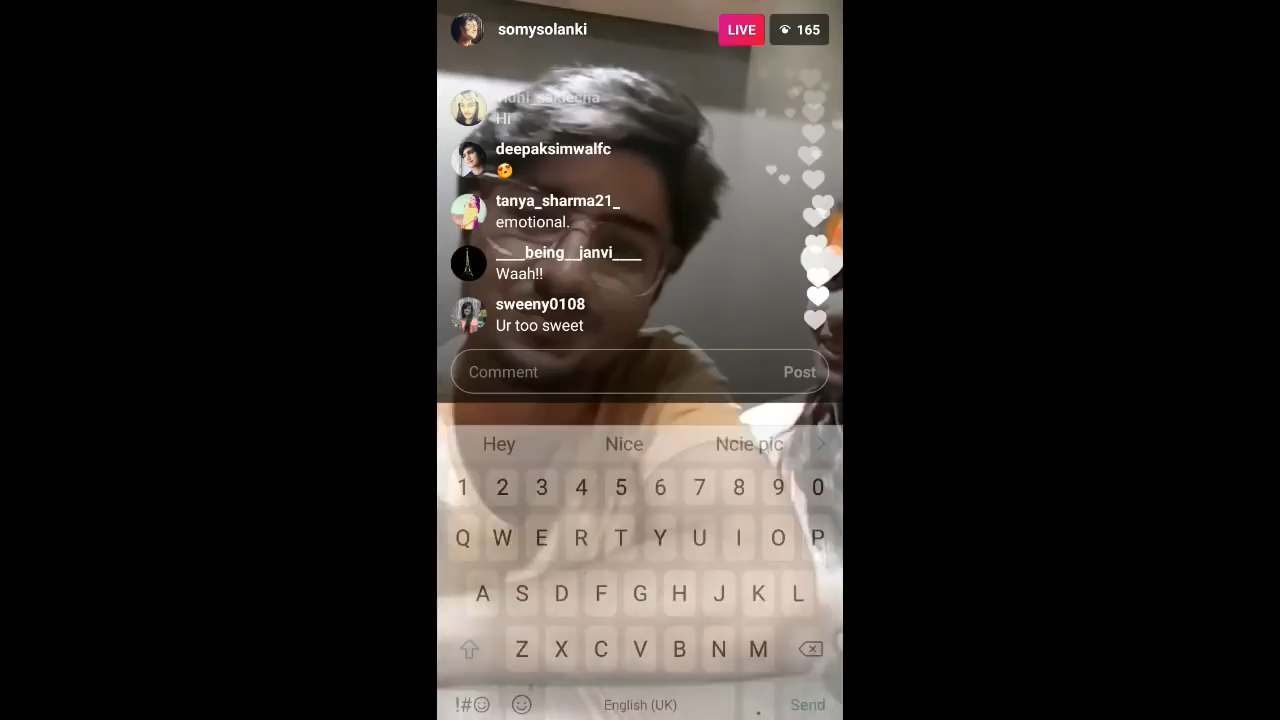 somysolanki
LIVE
165
Hi
deepaksimwalfc
😍
tanya_sharma21_
emotional.
____being__janvi____
Waah!!
sweeny0108
Ur too sweet
Comment
Post
Hey Nice Ncie pic
1 2 3 4 5 6 7 8 9 0
Q W E R T Y U I O P
A S D F G H J K L
Z X C V B N M
!#☺ English (UK) Send